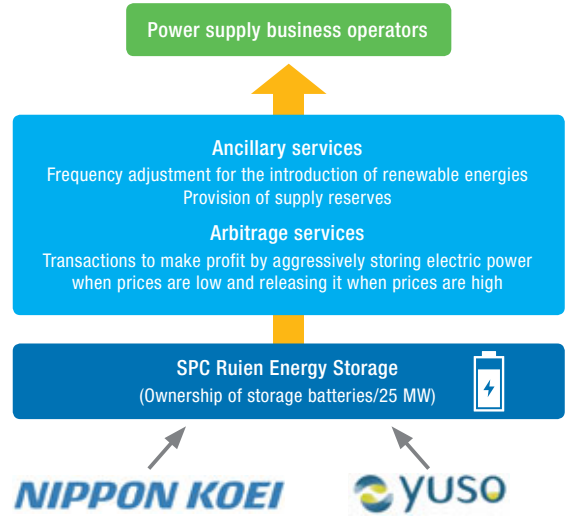 Power supply business operators
Ancillary services
Frequency adjustment for the introduction of renewable energies
Provision of supply reserves
Arbitrage services
Transactions to make profit by aggressively storing electric power
when prices are low and releasing it when prices are high
SPC Ruien Energy Storage
(Ownership of storage batteries/25 MW)
NIPPON KOEI
yuso